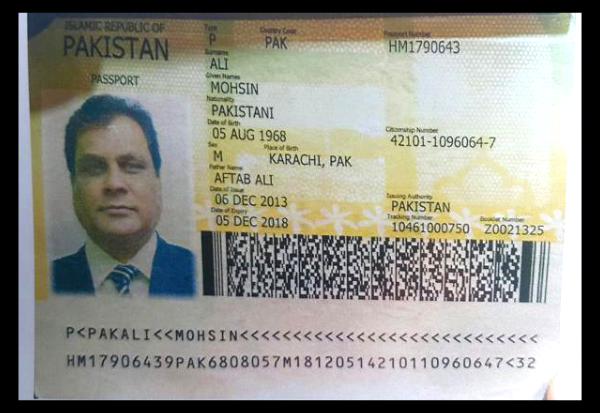 ISLAMIC REPUBLIC OF
PAKISTAN
PASSPORT
Type Country Code Passport Number
P PAK HM1790643
Surname
ALI
Given Names
MOHSIN
Nationality
PAKISTANI
Date of Birth Citizenship Number
05 AUG 1968 42101-1096064-7
Sex Place of Birth
M KARACHI, PAK
Father Name
AFTAB ALI
Date of Issue Issuing Authority
06 DEC 2013 PAKISTAN
Date of Expiry Tracking Number Booklet Number
05 DEC 2018 10461000750 Z0021325
P<PAKALI<<MOHSIN<<<<<<<<<<<<<<<<<<<<<<<<<<<<
HM17906439PAK6808057M18120514210110960647<32